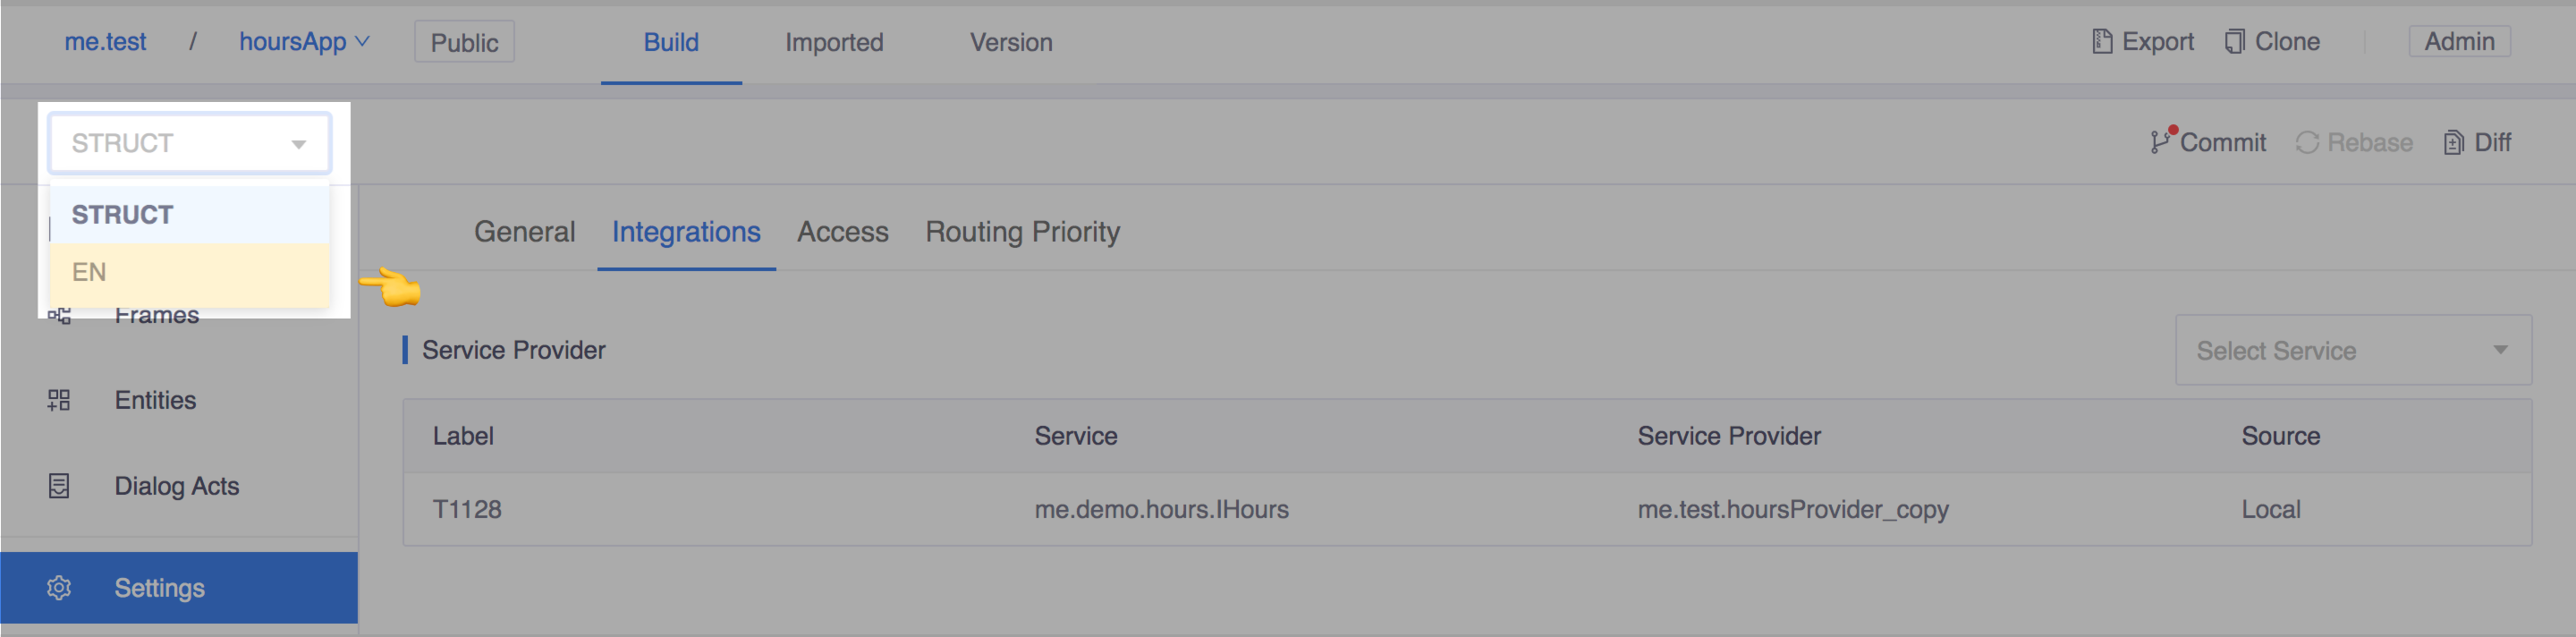 me.test / hoursApp Public Build Imported Version Export Clone Admin
STRUCT Commit Rebase Diff
STRUCT
EN
General Integrations Access Routing Priority
Frames
Service Provider Select Service
Entities
Label Service Service Provider Source
Dialog Acts
T1128 me.demo.hours.IHours me.test.hoursProvider_copy Local
Settings